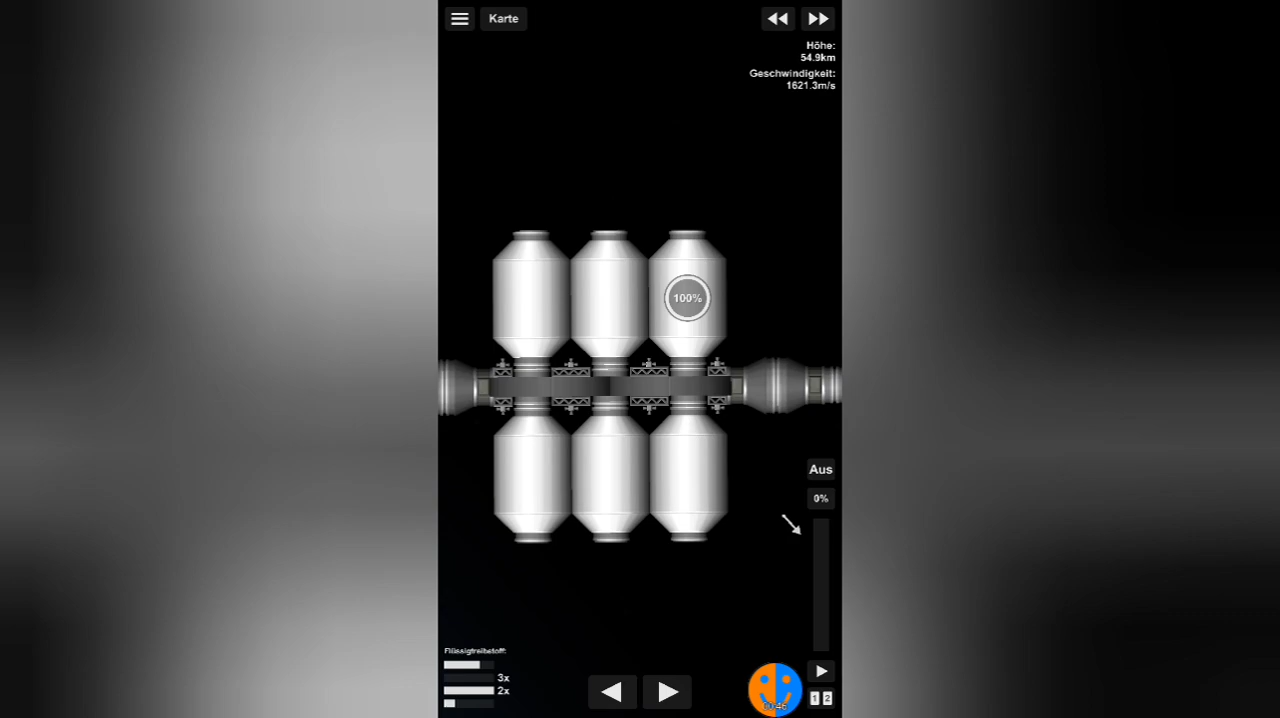 Karte
Höhe:
54.9km
Geschwindigkeit:
1621.3m/s
100%
Aus
0%
Flüssigtreibstoff:
3x
2x
1 2